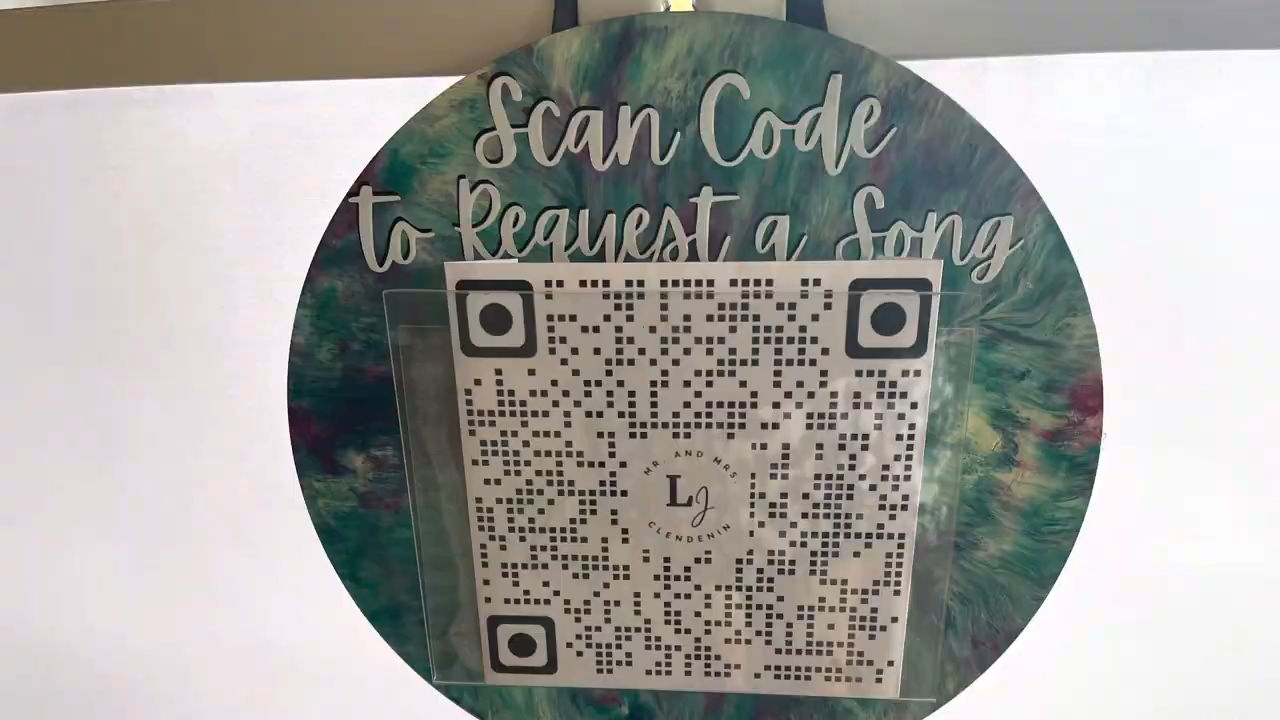 Scan Code
to Request a Song
MR. AND MRS.
LJ
CLENDENIN